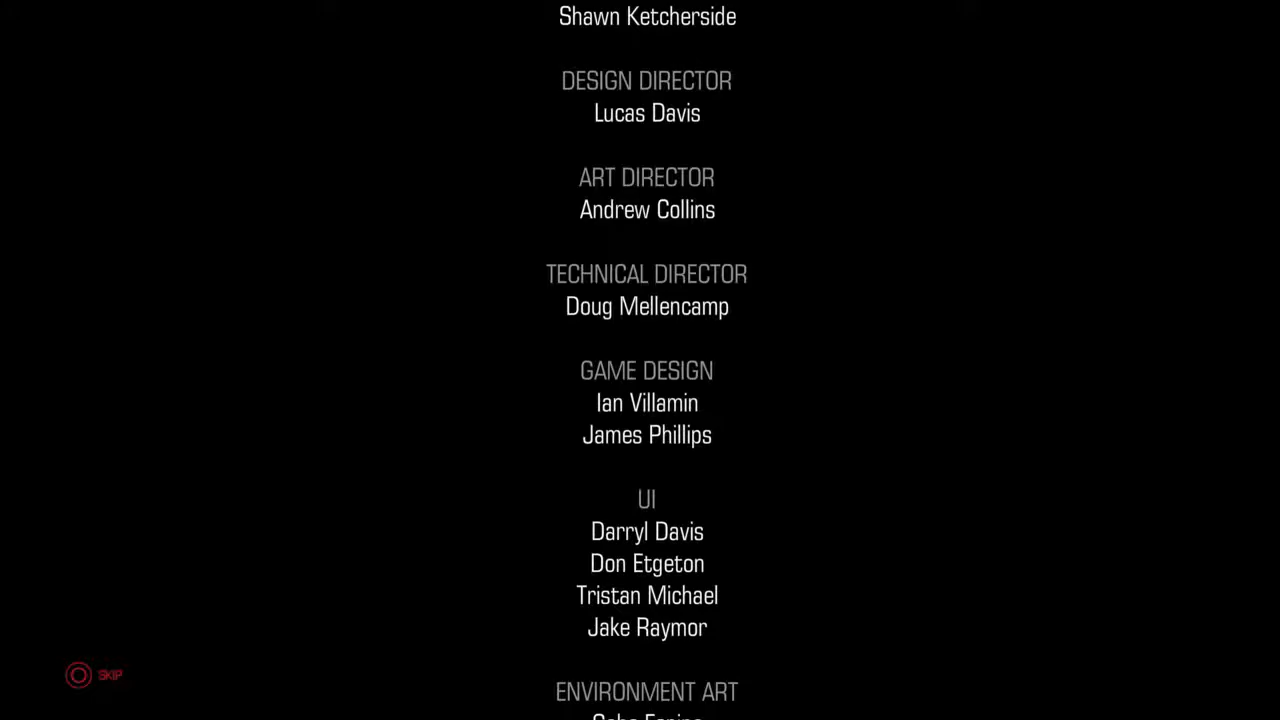 Shawn Ketcherside
DESIGN DIRECTOR
Lucas Davis
ART DIRECTOR
Andrew Collins
TECHNICAL DIRECTOR
Doug Mellencamp
GAME DESIGN
Ian Villamin
James Phillips
UI
Darryl Davis
Don Etgeton
Tristan Michael
Jake Raymor
SKIP
ENVIRONMENT ART